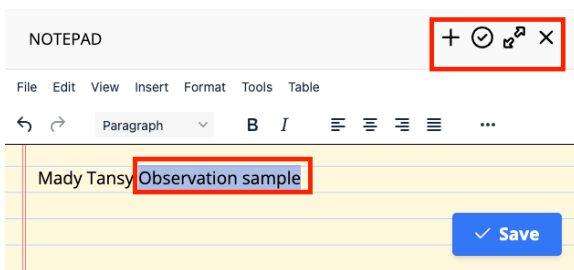 NOTEPAD
File Edit View Insert Format Tools Table
Paragraph B I
Mady Tansy Observation sample
Save